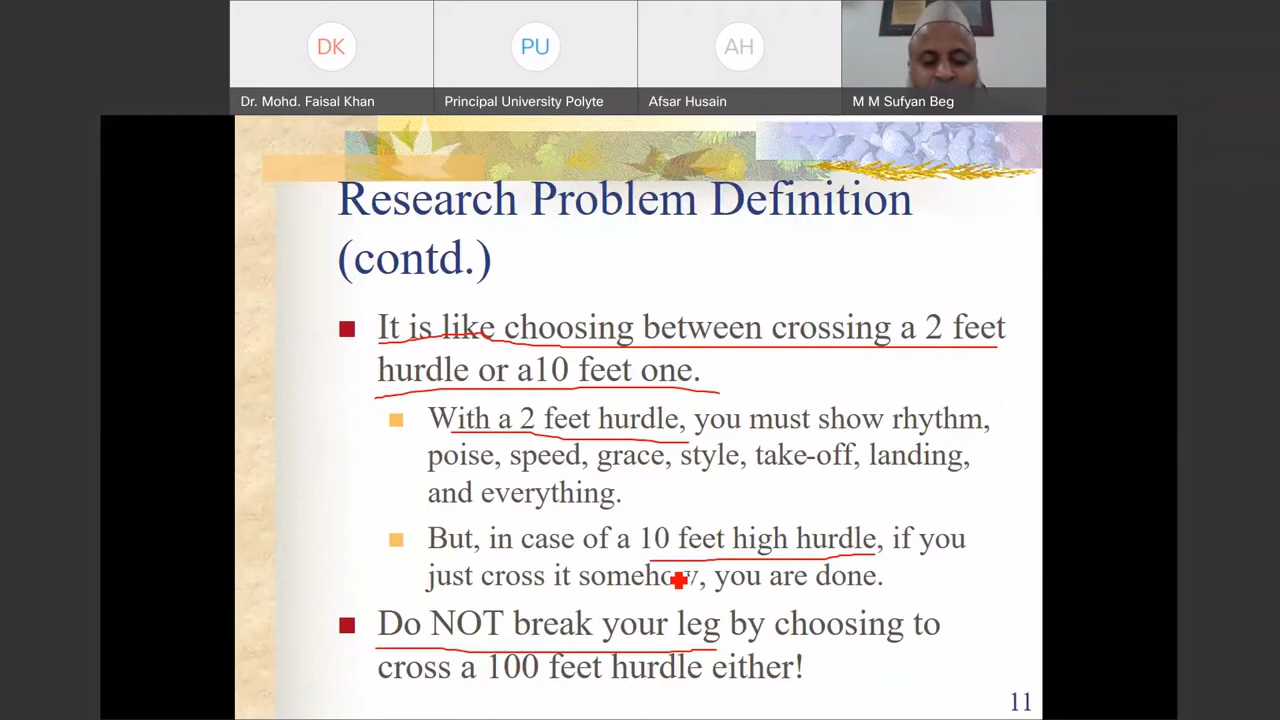 DK
PU
AH
Dr. Mohd. Faisal Khan
Principal University Polyte
Afsar Husain
M M Sufyan Beg
Research Problem Definition
(contd.)
It is like choosing between crossing a 2 feet
hurdle or a10 feet one.
With a 2 feet hurdle, you must show rhythm,
poise, speed, grace, style, take-off, landing,
and everything.
But, in case of a 10 feet high hurdle, if you
just cross it somehow, you are done.
Do NOT break your leg by choosing to
cross a 100 feet hurdle either!
11